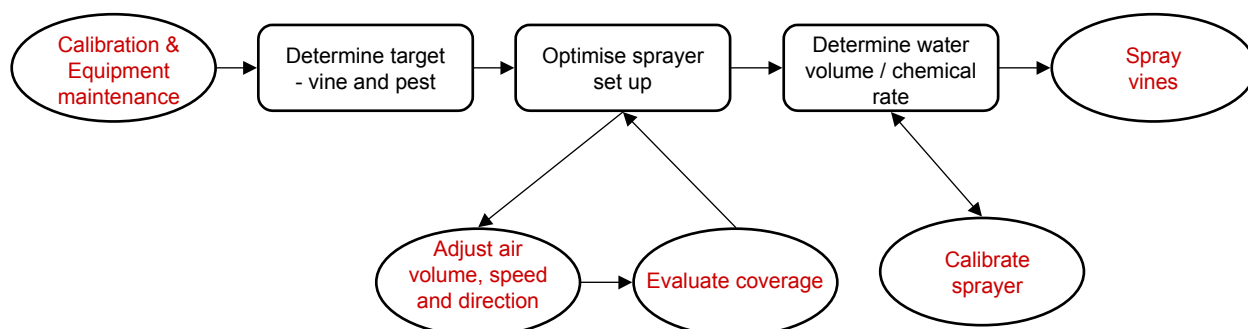 Calibration &
Equipment
maintenance
Determine target
- vine and pest
Optimise sprayer
set up
Determine water
volume / chemical
rate
Spray
vines
Adjust air
volume, speed
and direction
Evaluate coverage
Calibrate
sprayer